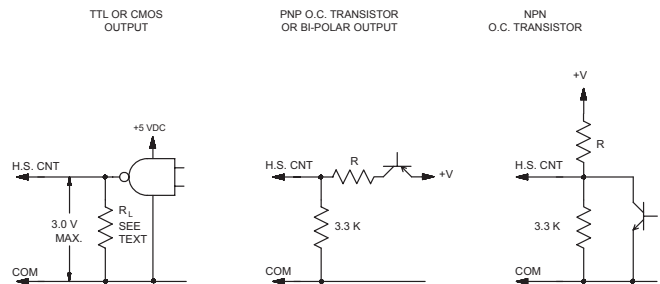 TTL OR CMOS
OUTPUT
+5 VDC
H.S. CNT
3.0 V
MAX.
RL
SEE
TEXT
COM
PNP O.C. TRANSISTOR
OR BI-POLAR OUTPUT
H.S. CNT
R
+V
3.3 K
COM
NPN
O.C. TRANSISTOR
+V
R
H.S. CNT
3.3 K
COM